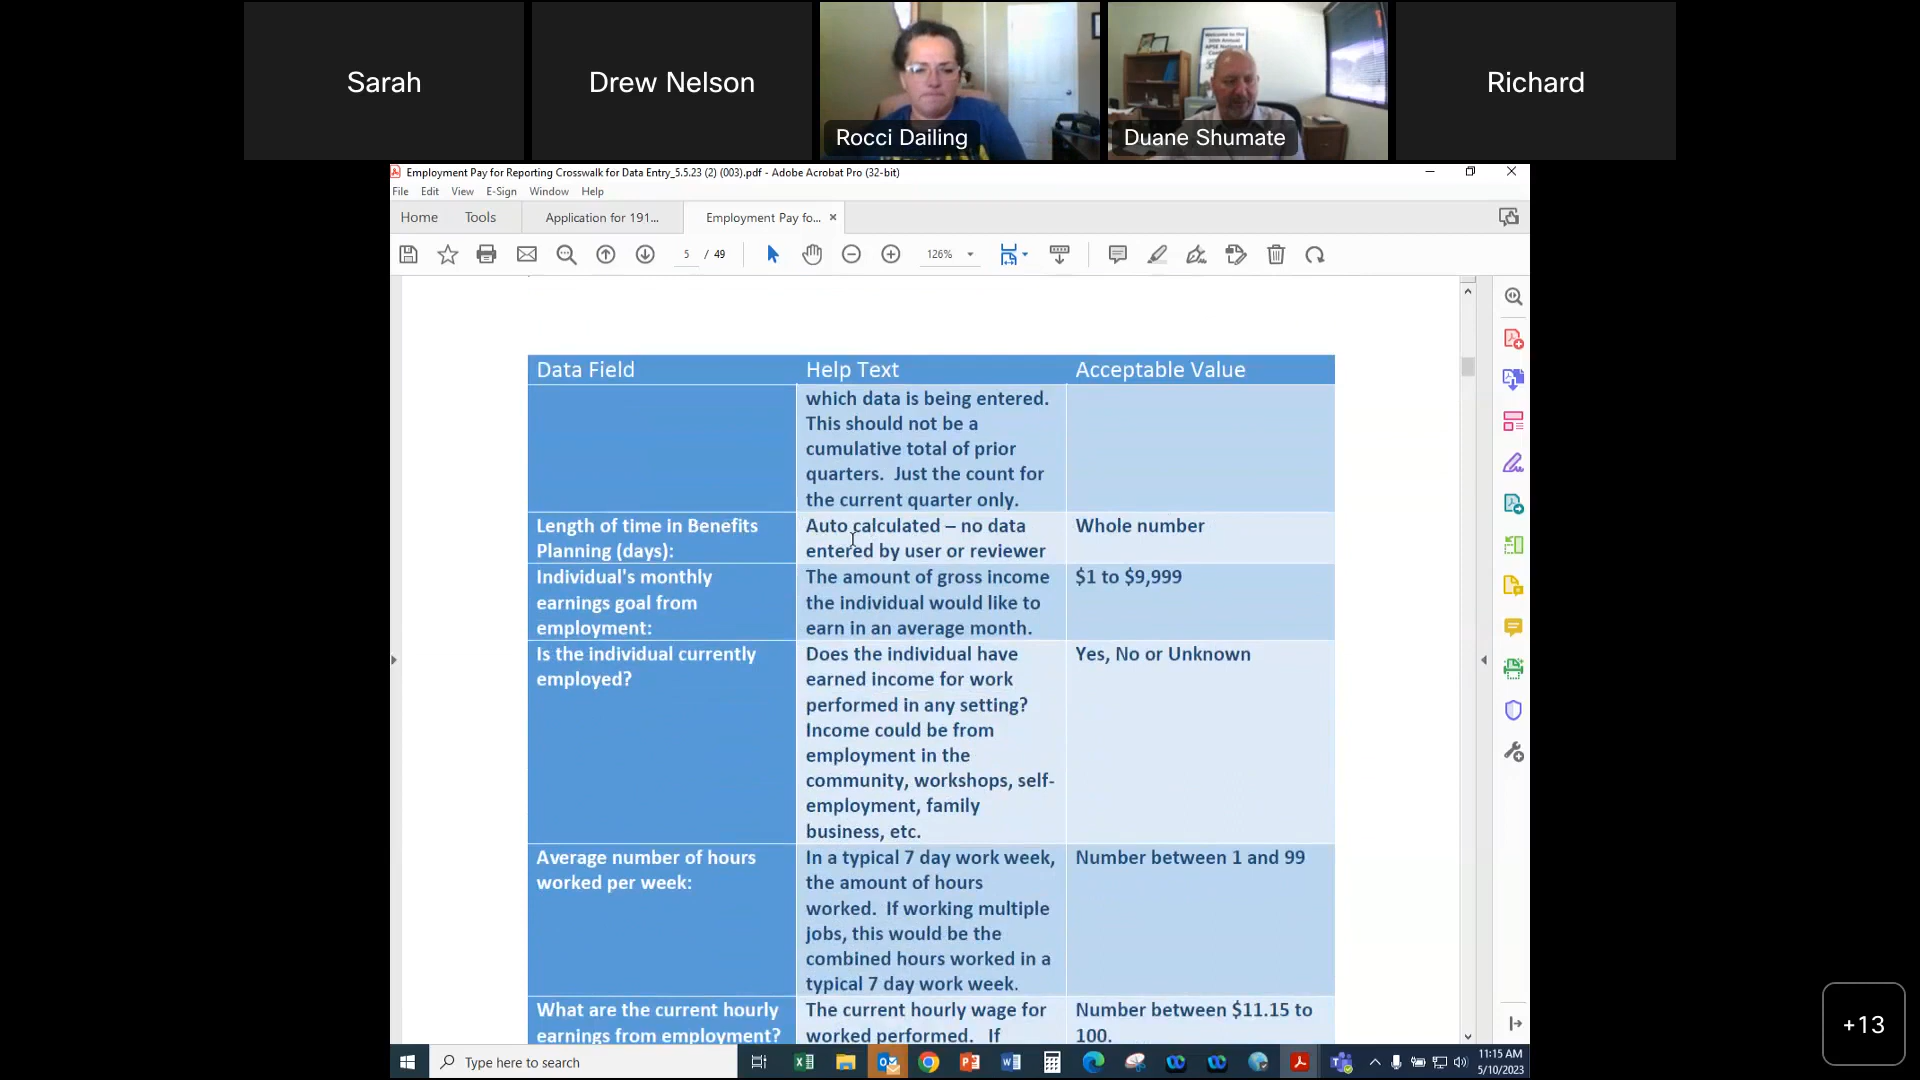 Sarah
Drew Nelson
Rocci Dailing
Duane Shumate
Richard
Welcome to the
APSE National
Employment Pay for Reporting Crosswalk for Data Entry_5.5.23 (2) (003).pdf - Adobe Acrobat Pro (32-bit)
File Edit View E-Sign Window Help
Home Tools Application for 191... Employment Pay fo... ×
5 / 49 126%
Data Field Help Text Acceptable Value
which data is being entered.
This should not be a
cumulative total of prior
quarters. Just the count for
the current quarter only.
Length of time in Benefits
Planning (days):
Auto calculated – no data
entered by user or reviewer
Whole number
Individual's monthly
earnings goal from
employment:
The amount of gross income
the individual would like to
earn in an average month.
$1 to $9,999
Is the individual currently
employed?
Does the individual have
earned income for work
performed in any setting?
Income could be from
employment in the
community, workshops, self-
employment, family
business, etc.
Yes, No or Unknown
Average number of hours
worked per week:
In a typical 7 day work week,
the amount of hours
worked. If working multiple
jobs, this would be the
combined hours worked in a
typical 7 day work week.
Number between 1 and 99
What are the current hourly
earnings from employment?
The current hourly wage for
worked performed. If
Number between $11.15 to
100.
+13
Type here to search
11:15 AM
5/10/2023